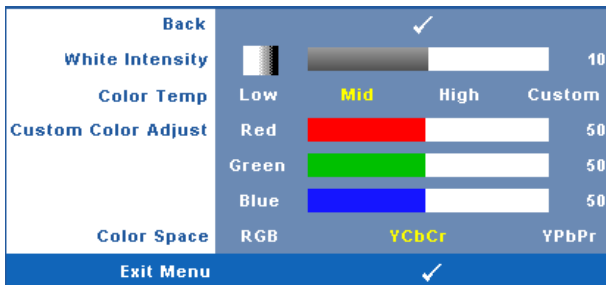 Back
White Intensity 10
Color Temp Low Mid High Custom
Custom Color Adjust Red 50
Green 50
Blue 50
Color Space RGB YCbCr YPbPr
Exit Menu